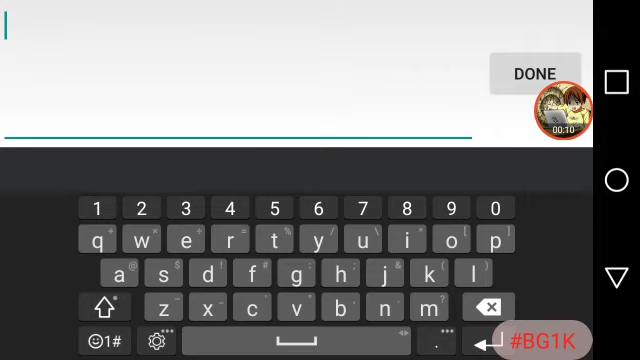 DONE
00:10
1 2 3 4 5 6 7 8 9 0
q + w × e ÷ r = t % y / u \ i * o [ p ]
a @ s $ d ! f # g : h ; j & k ( l )
z - x _ c ' v " b , n . m ?
☺1# ... ... .
#BG1K